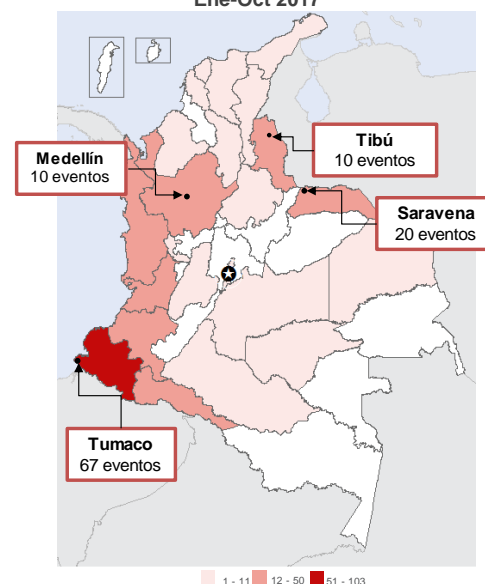 Ene-Oct 2017
Tibú
10 eventos
Medellín
10 eventos
Saravena
20 eventos
Tumaco
67 eventos
1 - 11
12 - 50
51 - 103